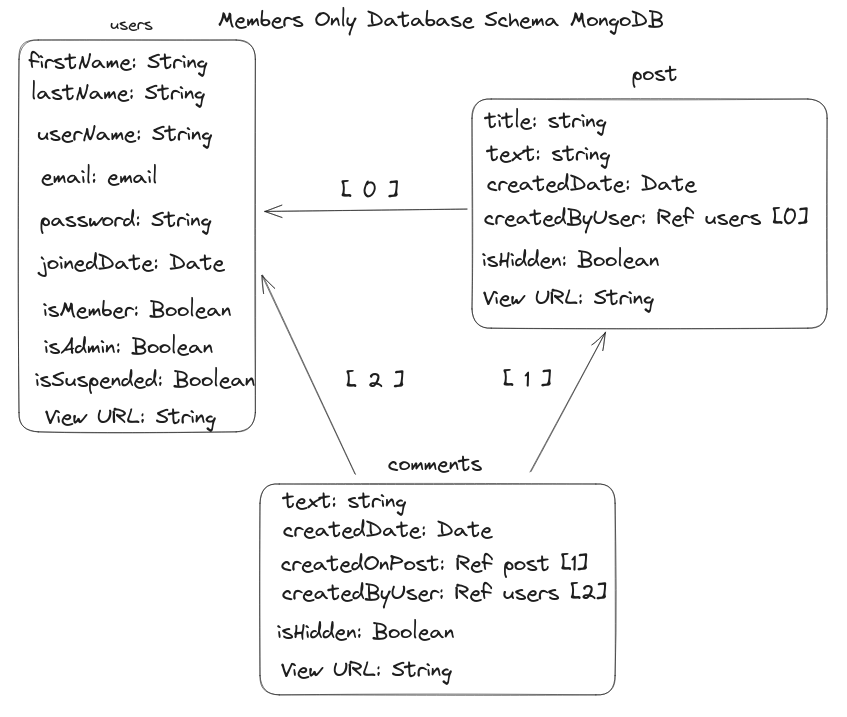 Members Only Database Schema MongoDB
users
firstName: String
lastName: String
userName: String
email: email
password: String
joinedDate: Date
isMember: Boolean
isAdmin: Boolean
isSuspended: Boolean
View URL: String
post
title: string
text: string
createdDate: Date
createdByUser: Ref users [0]
isHidden: Boolean
View URL: String
[ 0 ]
[ 2 ]
[ 1 ]
comments
text: string
createdDate: Date
createdOnPost: Ref post [1]
createdByUser: Ref users [2]
isHidden: Boolean
View URL: String